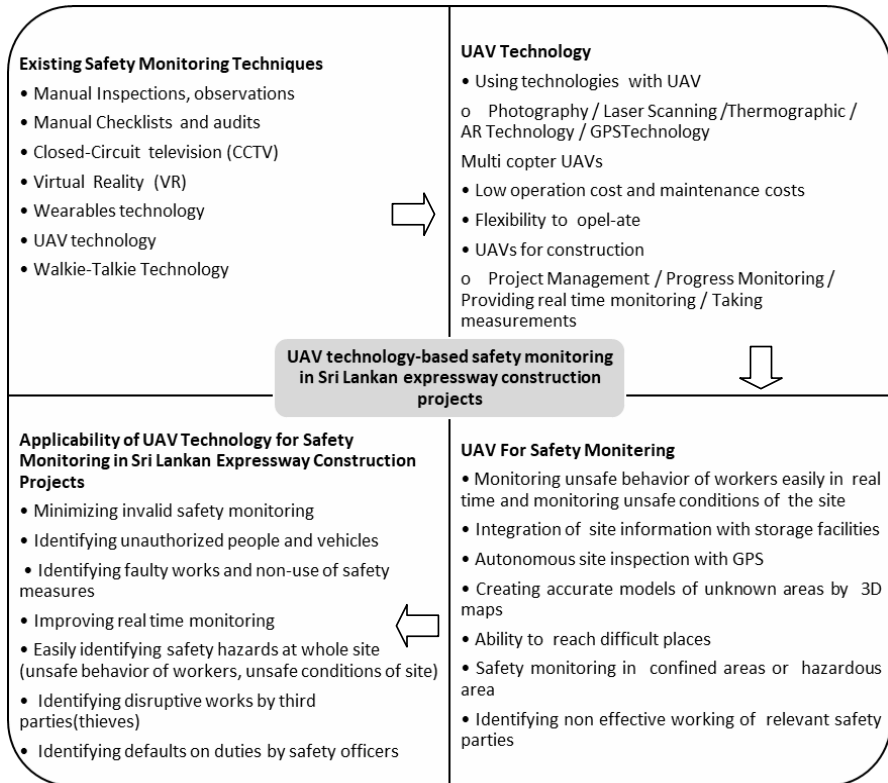 Existing Safety Monitoring Techniques
• Manual Inspections, observations
• Manual Checklists and audits
• Closed-Circuit television (CCTV)
• Virtual Reality (VR)
• Wearables technology
• UAV technology
• Walkie-Talkie Technology
UAV Technology
• Using technologies with UAV
o Photography / Laser Scanning /Thermographic /
AR Technology / GPSTechnology
Multi copter UAVs
• Low operation cost and maintenance costs
• Flexibility to opel-ate
• UAVs for construction
o Project Management / Progress Monitoring /
Providing real time monitoring / Taking
measurements
UAV technology-based safety monitoring
in Sri Lankan expressway construction
projects
Applicability of UAV Technology for Safety
Monitoring in Sri Lankan Expressway Construction
Projects
• Minimizing invalid safety monitoring
• Identifying unauthorized people and vehicles
• Identifying faulty works and non-use of safety
measures
• Improving real time monitoring
• Easily identifying safety hazards at whole site
(unsafe behavior of workers, unsafe conditions of site)
• Identifying disruptive works by third
parties(thieves)
• Identifying defaults on duties by safety officers
UAV For Safety Monitering
• Monitoring unsafe behavior of workers easily in real
time and monitoring unsafe conditions of the site
• Integration of site information with storage facilities
• Autonomous site inspection with GPS
• Creating accurate models of unknown areas by 3D
maps
• Ability to reach difficult places
• Safety monitoring in confined areas or hazardous
area
• Identifying non effective working of relevant safety
parties